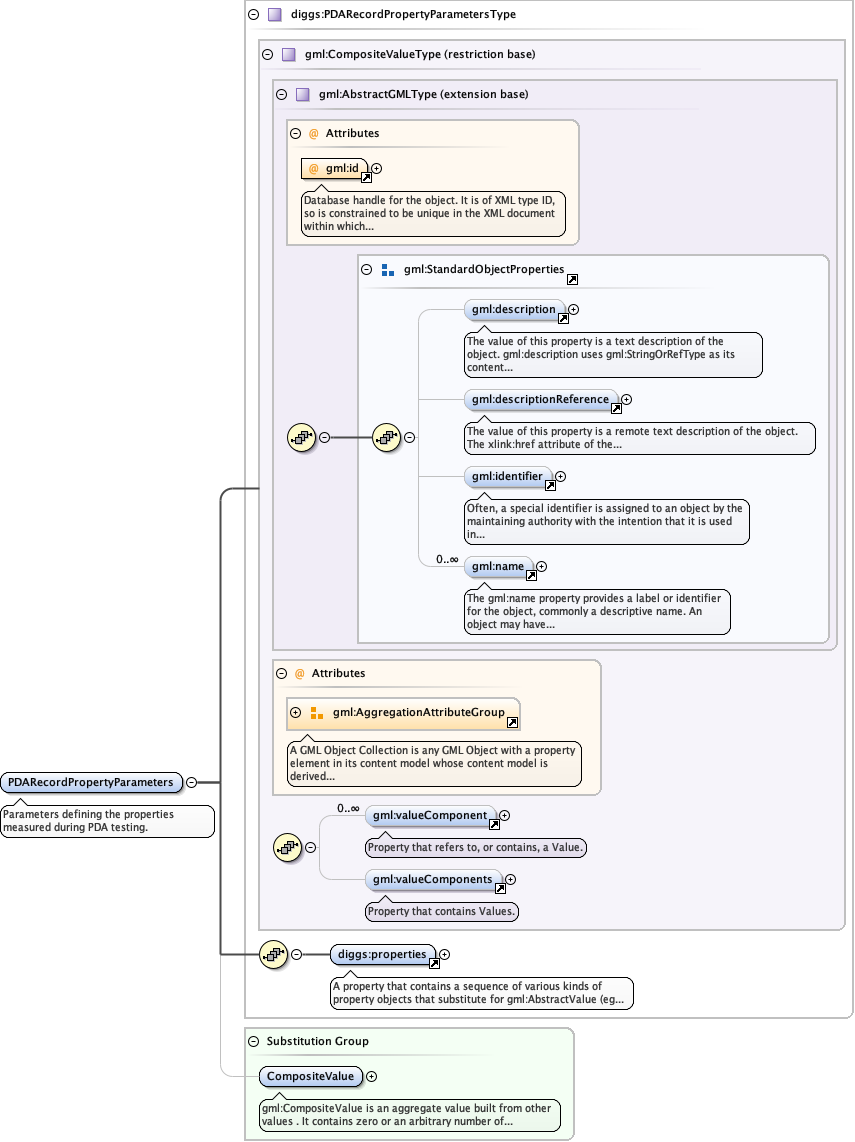 diggs:PDARecordPropertyParametersType
gml:CompositeValueType (restriction base)
gml:AbstractGMLType (extension base)
@ Attributes
@ gml:id
Database handle for the object. It is of XML type ID,
so is constrained to be unique in the XML document
within which...
gml:StandardObjectProperties
gml:description
The value of this property is a text description of the
object. gml:description uses gml:StringOrRefType as its
content...
gml:descriptionReference
The value of this property is a remote text description of the object.
The xlink:href attribute of the...
gml:identifier
Often, a special identifier is assigned to an object by the
maintaining authority with the intention that it is used
in...
0..∞
gml:name
The gml:name property provides a label or identifier
for the object, commonly a descriptive name. An
object may have...
@ Attributes
gml:AggregationAttributeGroup
A GML Object Collection is any GML Object with a property
element in its content model whose content model is
derived...
PDARecordPropertyParameters
Parameters defining the properties
measured during PDA testing.
0..∞
gml:valueComponent
Property that refers to, or contains, a Value.
gml:valueComponents
Property that contains Values.
diggs:properties
A property that contains a sequence of various kinds of
property objects that substitute for gml:AbstractValue (eg...
Substitution Group
CompositeValue
gml:CompositeValue is an aggregate value built from other
values . It contains zero or an arbitrary number of...